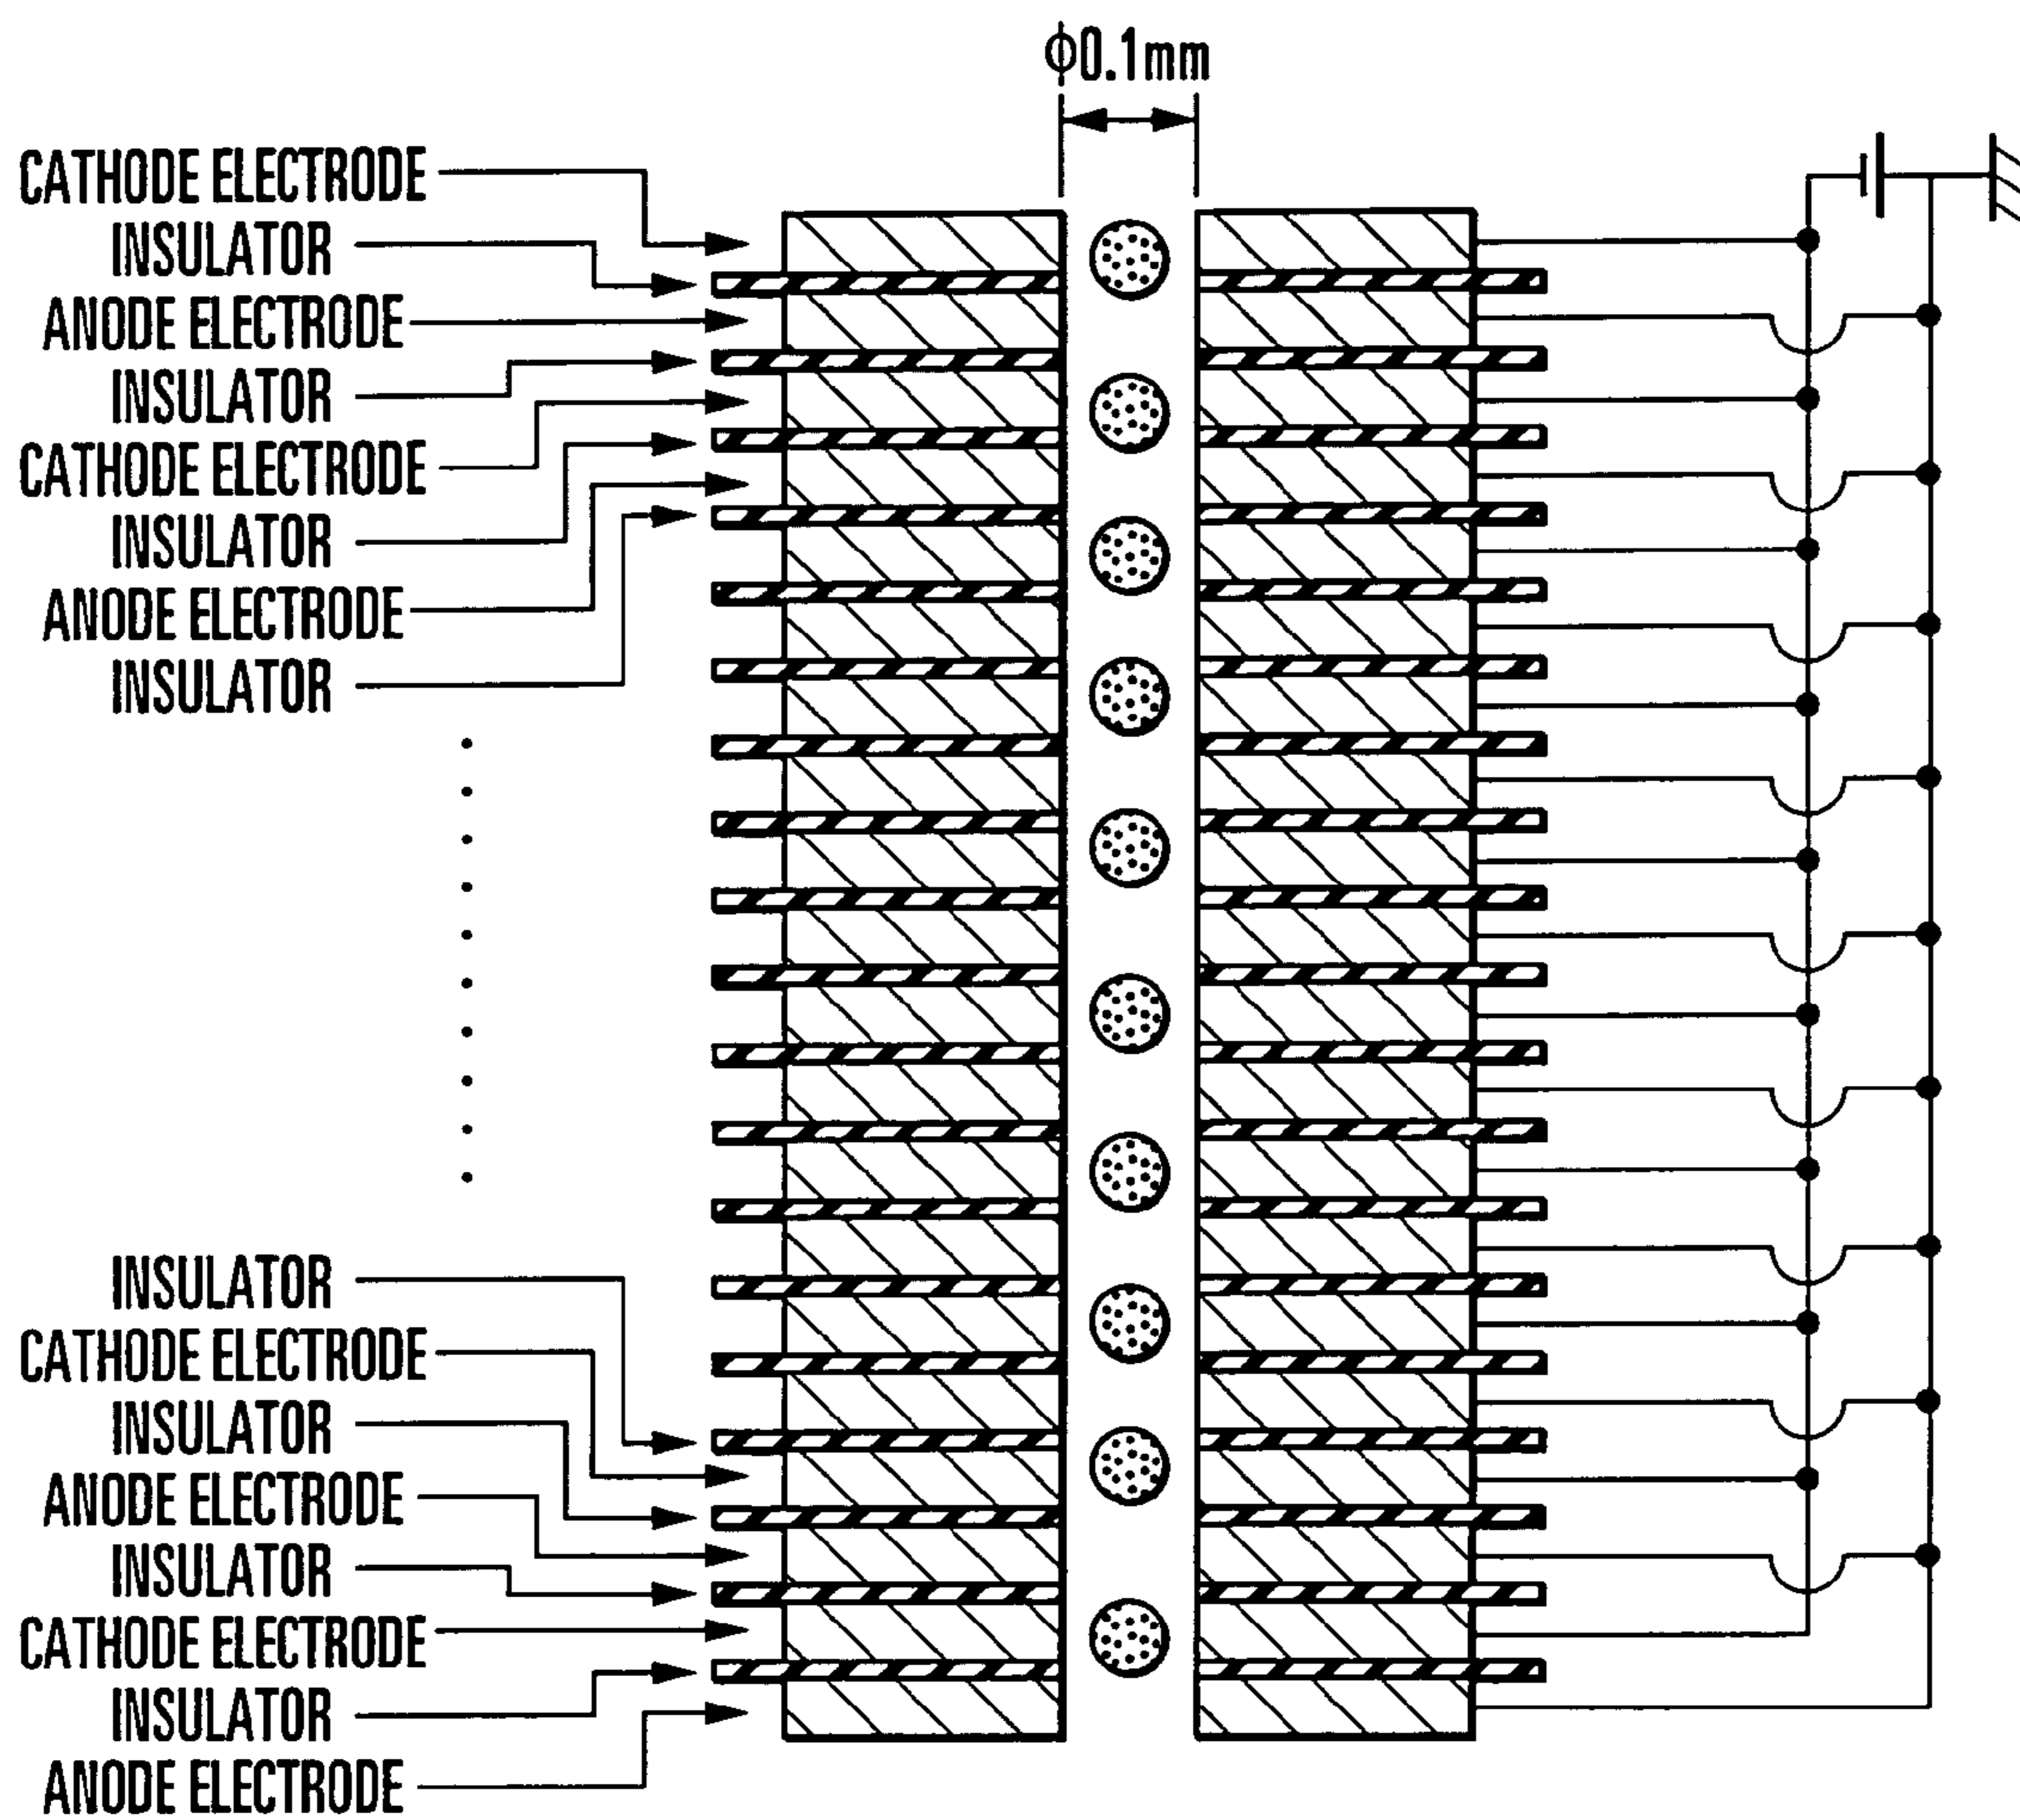 ϕ0.1mm
CATHODE ELECTRODE
INSULATOR
ANODE ELECTRODE
INSULATOR
CATHODE ELECTRODE
INSULATOR
ANODE ELECTRODE
INSULATOR
INSULATOR
CATHODE ELECTRODE
INSULATOR
ANODE ELECTRODE
INSULATOR
CATHODE ELECTRODE
INSULATOR
ANODE ELECTRODE